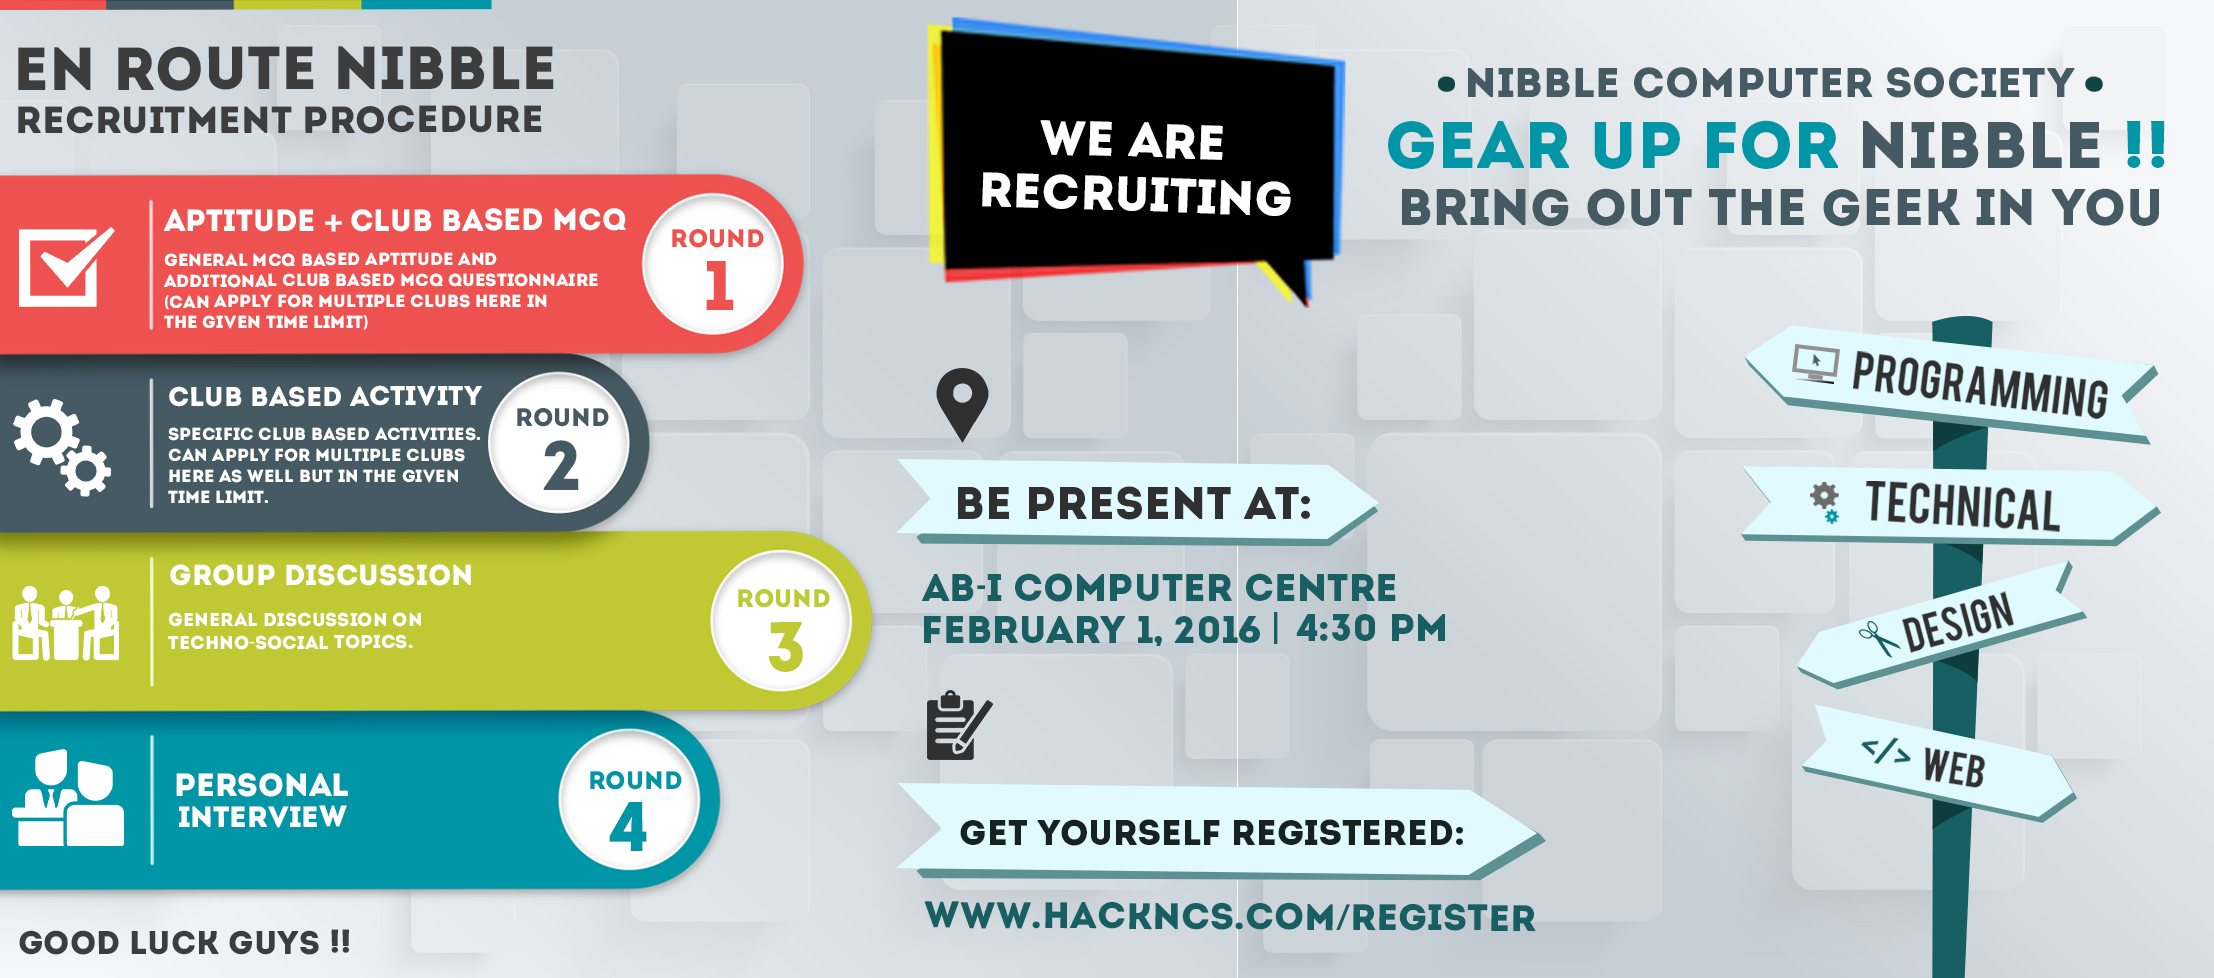 EN ROUTE NIBBLE
RECRUITMENT PROCEDURE
APTITUDE + CLUB BASED MCQ
GENERAL MCQ BASED APTITUDE AND
ADDITIONAL CLUB BASED MCQ QUESTIONNAIRE
(CAN APPLY FOR MULTIPLE CLUBS HERE IN
THE GIVEN TIME LIMIT)
ROUND
1
CLUB BASED ACTIVITY
SPECIFIC CLUB BASED ACTIVITIES.
CAN APPLY FOR MULTIPLE CLUBS
HERE AS WELL BUT IN THE GIVEN
TIME LIMIT.
ROUND
2
GROUP DISCUSSION
GENERAL DISCUSSION ON
TECHNO-SOCIAL TOPICS.
ROUND
3
PERSONAL
INTERVIEW
ROUND
4
GOOD LUCK GUYS !!
WE ARE
RECRUITING
BE PRESENT AT:
AB-I COMPUTER CENTRE
FEBRUARY 1, 2016 | 4:30 PM
GET YOURSELF REGISTERED:
WWW.HACKNCS.COM/REGISTER
• NIBBLE COMPUTER SOCIETY •
GEAR UP FOR NIBBLE !!
BRING OUT THE GEEK IN YOU
PROGRAMMING
TECHNICAL
DESIGN
</> WEB